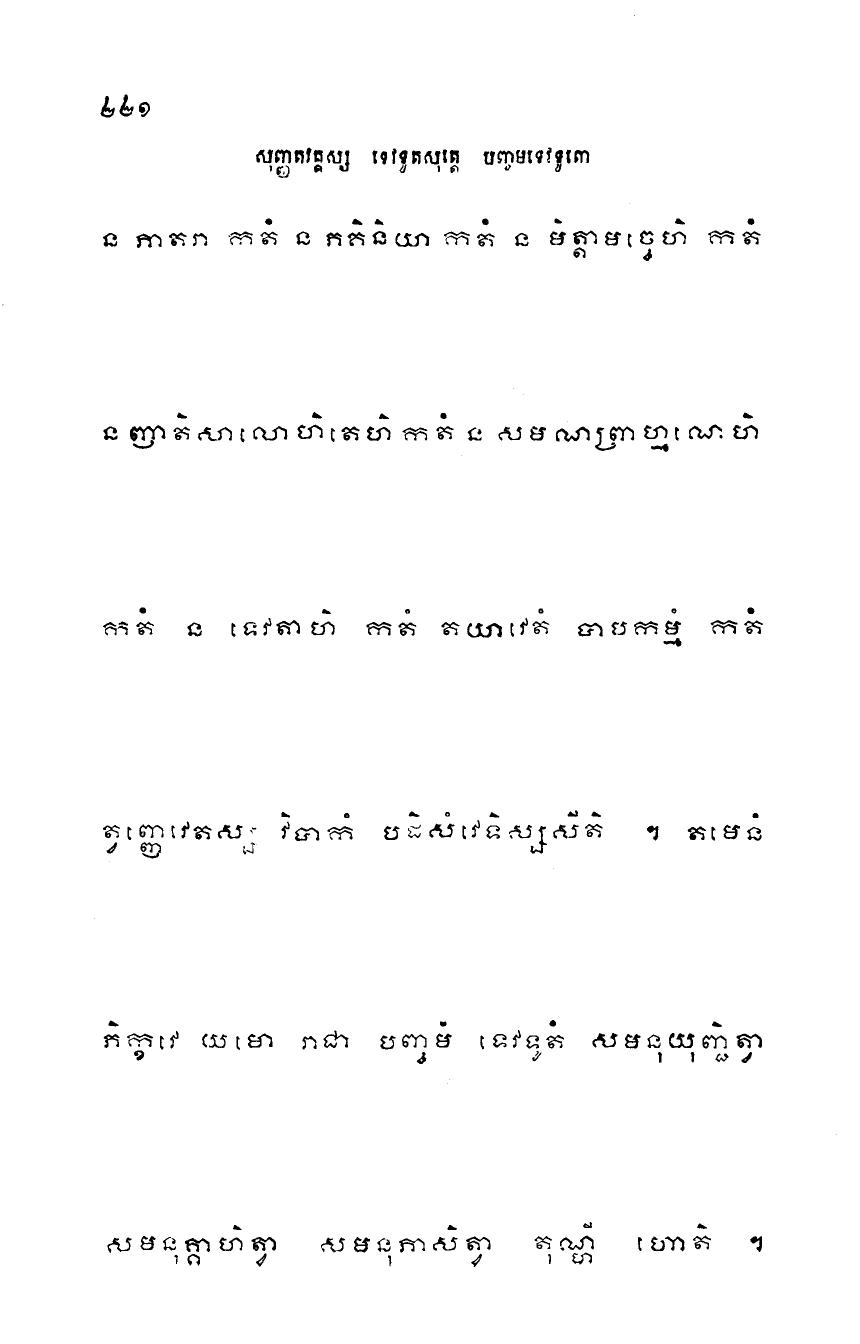 ៤៤១
សុញ្ញតវគ្គស្ស ទេវទូតសុត្តេ បញ្ចមទេវទូតោ
ន ភាតរា កតំ ន ភគិនិយា កតំ ន មិត្តាមច្ចេហិ កតំ
ន ញាតិសាលោហិតេហិ កតំ ន សមណព្រាហ្មណេហិ
កតំ ន ទេវតាហិ កតំ តយាវេតំ បាបកម្មំ កតំ
ត្វញ្ញេវេតស្ស វិបាកំ បដិសំវេទិស្សសីតិ ។ តមេនំ
ភិក្ខវេ យមោ រាជា បញ្ចមំ ទេវទូតំ សមនុយុញ្ជិត្វា
សមនុគ្គាហិត្វា សមនុភាសិត្វា តុណ្ហី ហោតិ ។